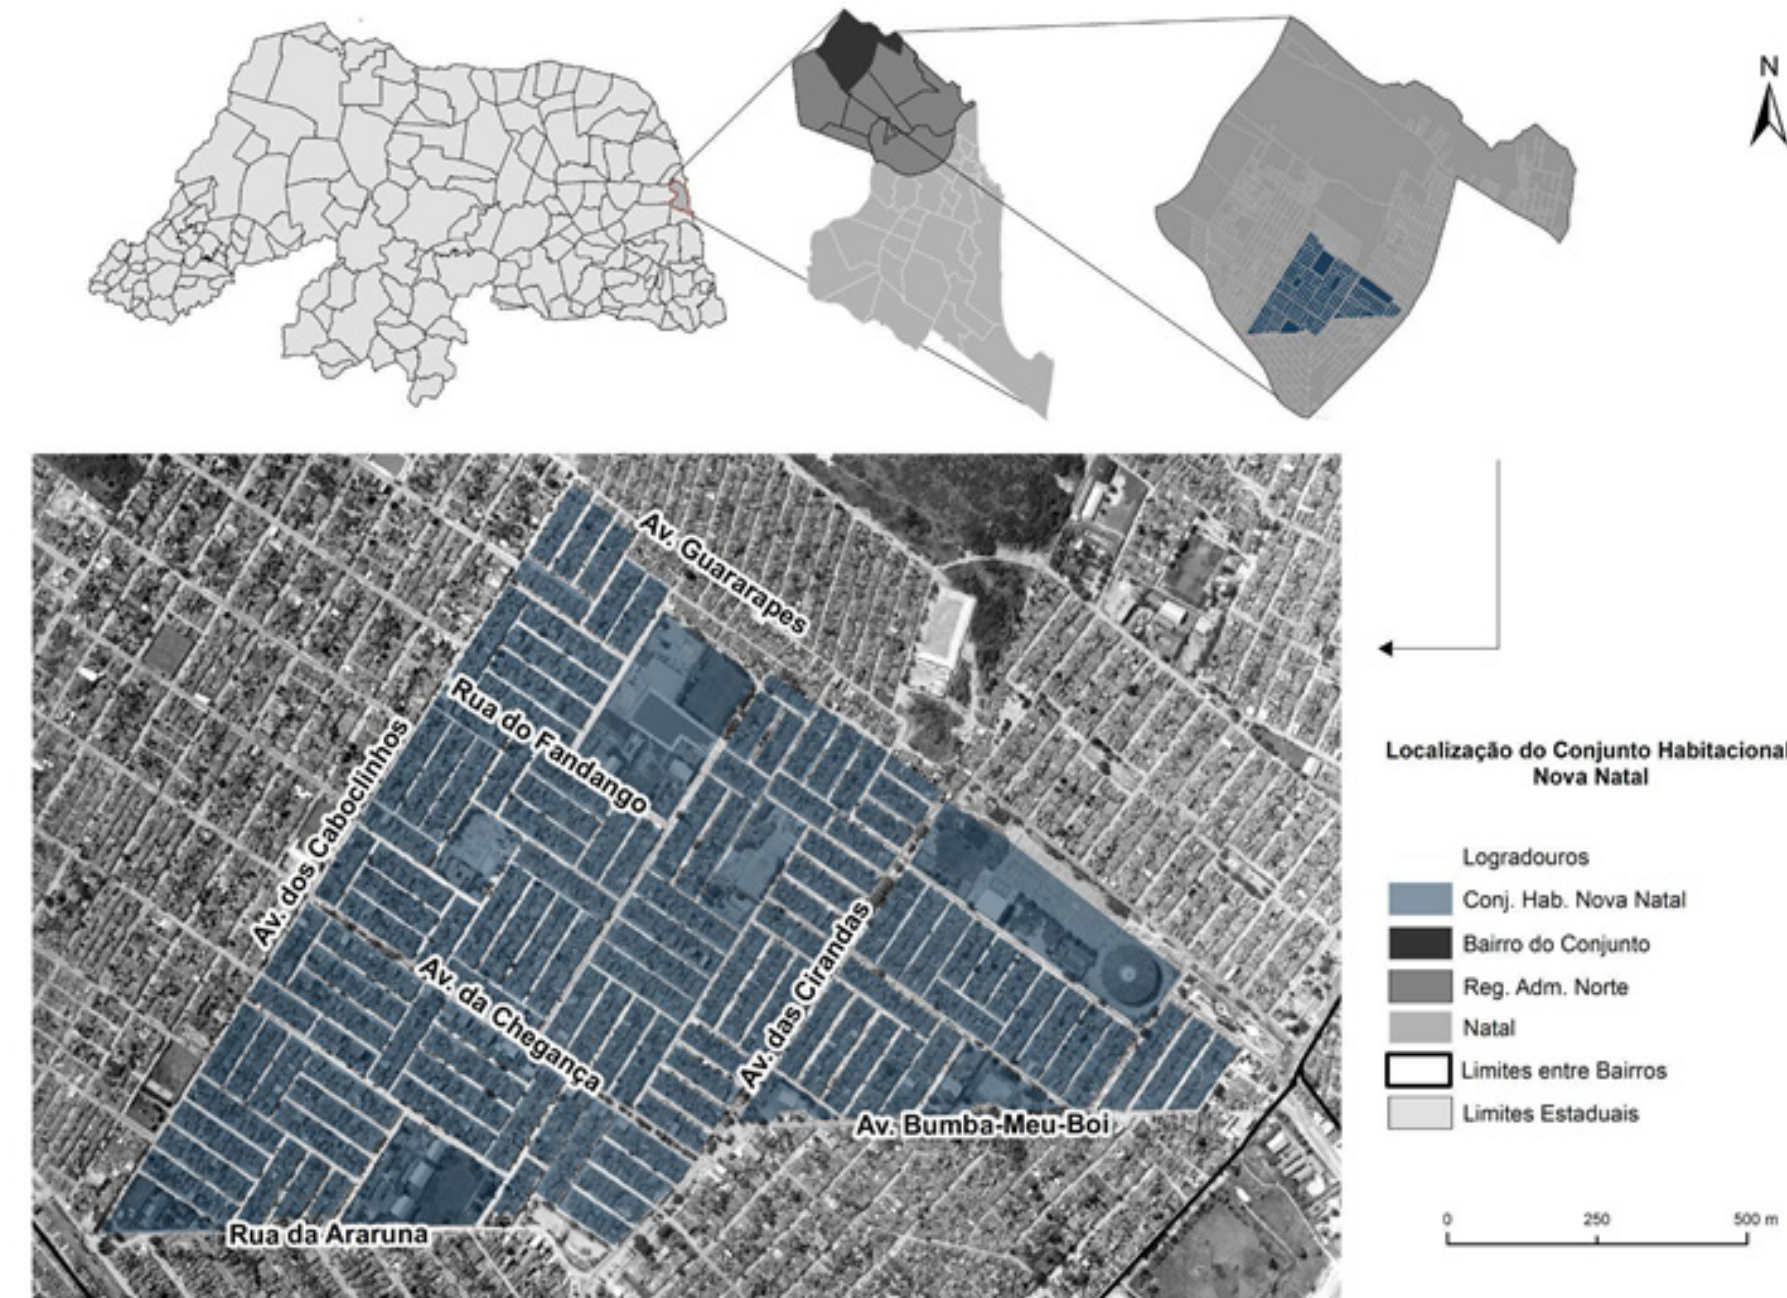 N
Av. Guararapes
Rua do Fandango
Av. dos Caboclinhos
Av. da Chegança
Av. das Cirandas
Av. Bumba-Meu-Boi
Rua da Araruna
Localização do Conjunto Habitacional
Nova Natal
Logradouros
Conj. Hab. Nova Natal
Bairro do Conjunto
Reg. Adm. Norte
Natal
Limites entre Bairros
Limites Estaduais
0 250 500 m